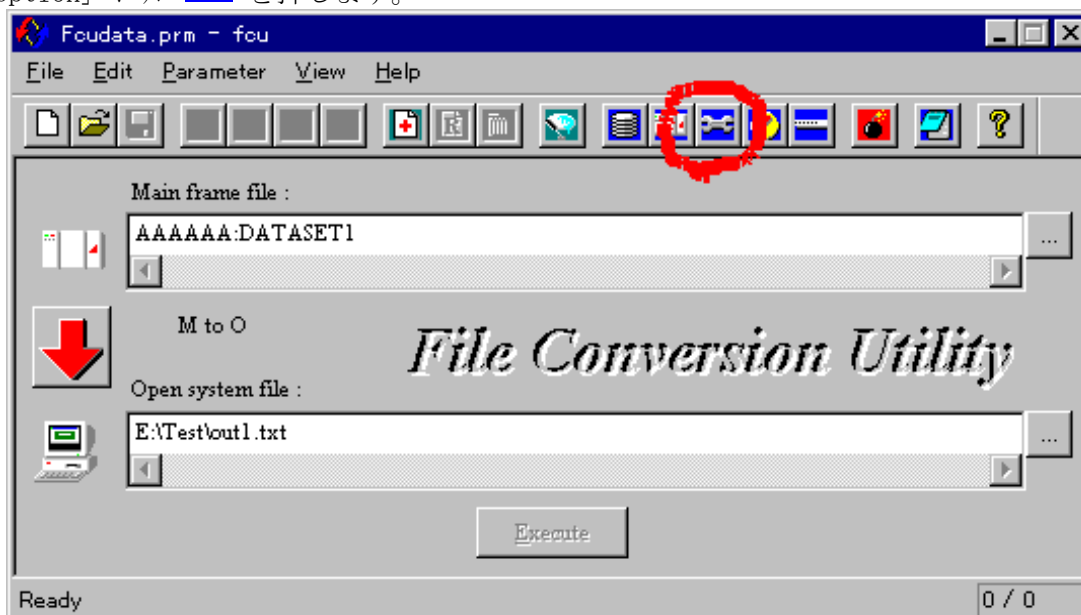 Fcudata.prm - fcu
File Edit Parameter View Help
Main frame file :
AAAAAA:DATASET1
...
M to O
File Conversion Utility
Open system file :
E:\Test\out1.txt
...
Execute
Ready
0 / 0